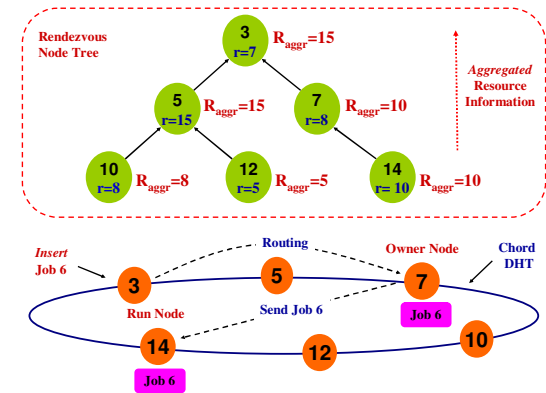 Rendezvous
Node Tree
3
r=7
R_aggr=15
Aggregated
Resource
Information
5
r=15
R_aggr=15
7
r=8
R_aggr=10
10
r=8
R_aggr=8
12
r=5
R_aggr=5
14
r= 10
R_aggr=10
Insert
Job 6
Routing
Owner Node
Chord
DHT
3
5
7
Run Node
Send Job 6
Job 6
14
12
10
Job 6